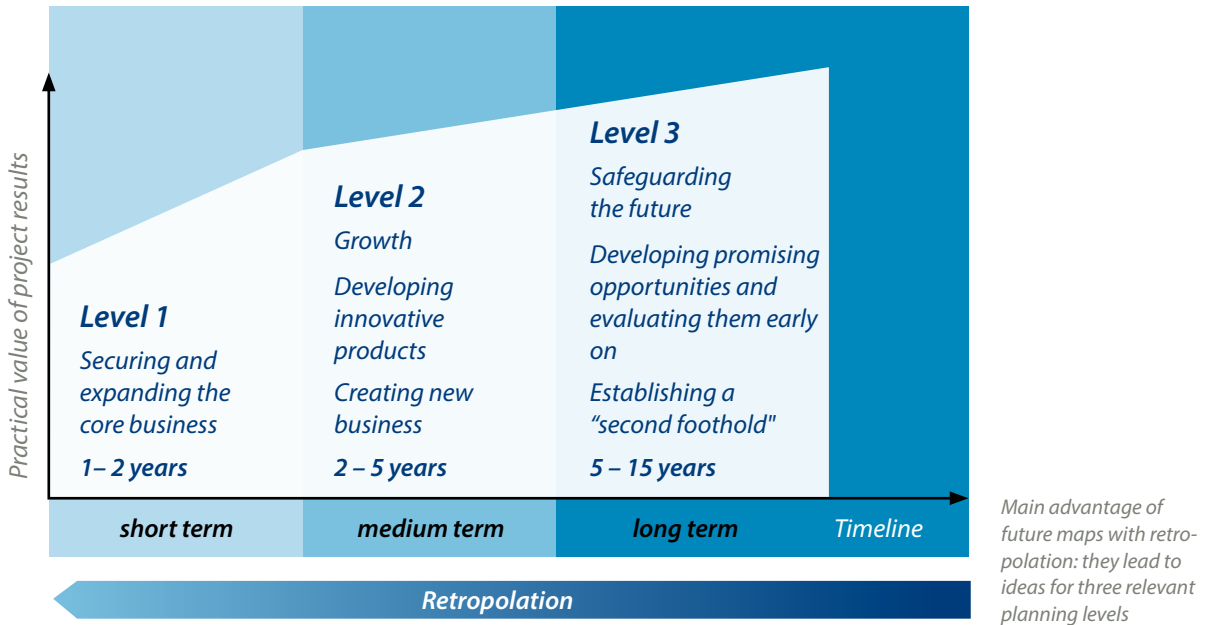 Practical value of project results
Level 1
Securing and
expanding the
core business
1– 2 years
Level 2
Growth
Developing
innovative
products
Creating new
business
2 – 5 years
Level 3
Safeguarding
the future
Developing promising
opportunities and
evaluating them early
on
Establishing a
“second foothold"
5 – 15 years
short term
medium term
long term
Timeline
Retropolation
Main advantage of
future maps with retro-
polation: they lead to
ideas for three relevant
planning levels